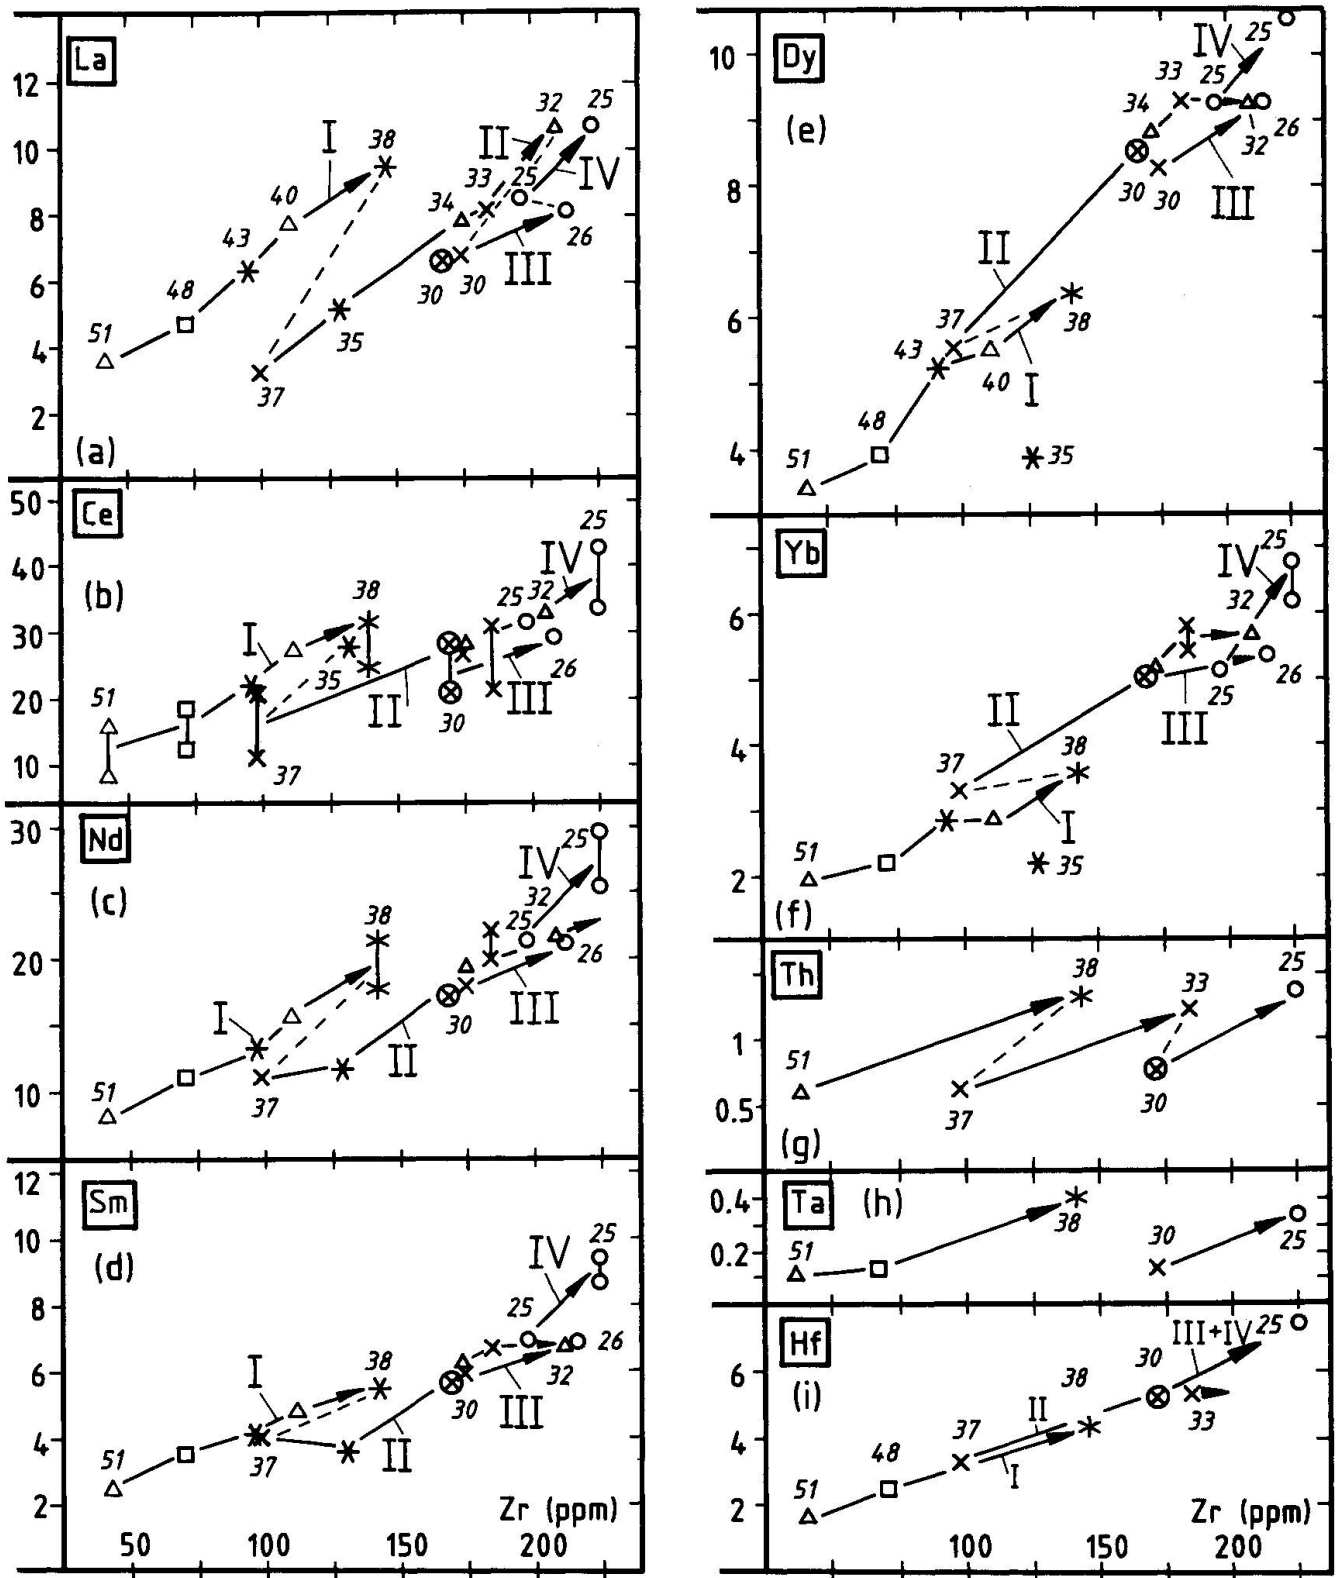 La
12
10
8
6
4
2
(a)
I
38
40
43
48
51
37
35
34
33
II
32
25
25
IV
30
30
III
26
Ce
50
40
30
20
10
(b)
51
I
38
35
37
II
30
25
32
IV
25
III
26
Nd
30
20
10
(c)
51
I
38
37
II
30
III
25
32
IV
25
26
Sm
12
10
8
6
4
2
(d)
51
I
38
37
II
30
III
32
25
IV
25
26
Zr (ppm)
50
100
150
200
Dy
10
8
6
4
(e)
51
48
43
37
40
I
38
35
II
30
30
34
33
25
IV
25
32
26
III
Yb
6
4
2
(f)
51
37
38
I
35
II
III
25
32
IV
25
26
Th
1
0.5
(g)
51
38
37
33
30
25
Ta
0.4
0.2
(h)
51
38
30
25
Hf
6
4
2
(i)
51
48
37
II
I
38
30
III+IV
25
33
Zr (ppm)
100
150
200